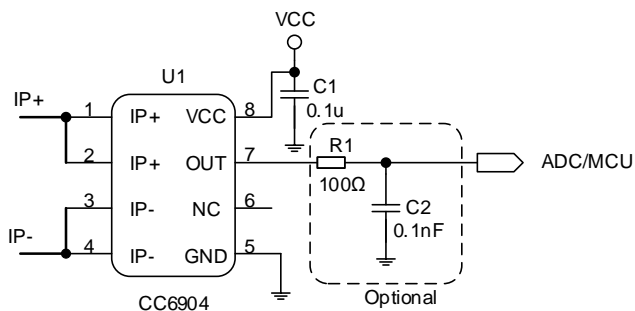 VCC
U1
C1
0.1u
IP+
1
IP+
VCC
8
2
IP+
OUT
7
R1
100Ω
ADC/MCU
3
IP-
NC
6
C2
0.1nF
IP-
4
IP-
GND
5
Optional
CC6904